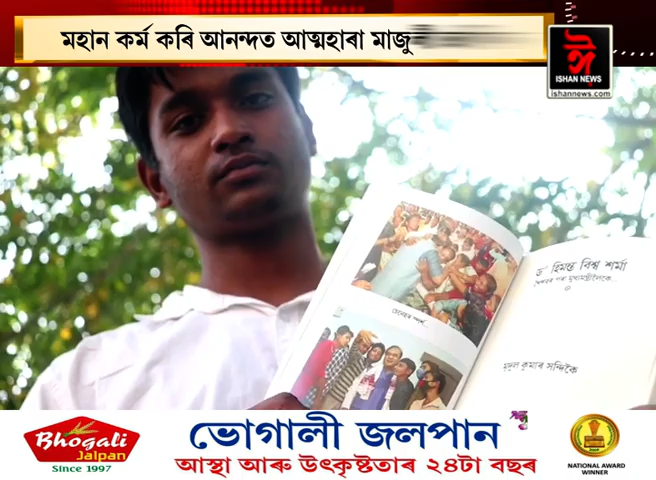 মহান কৰ্ম কৰি আনন্দত আত্মহাৰা মাজু
ঈ
ISHAN NEWS
ishannews.com
ড° হিমন্ত বিশ্ব শৰ্মা
মৃদুল কুমাৰ সন্দিকৈ
Bhogali
Jalpan
Since 1997
ভোগালী জলপান
আস্থা আৰু উৎকৃষ্টতাৰ ২৪টা বছৰ
NATIONAL AWARD
WINNER